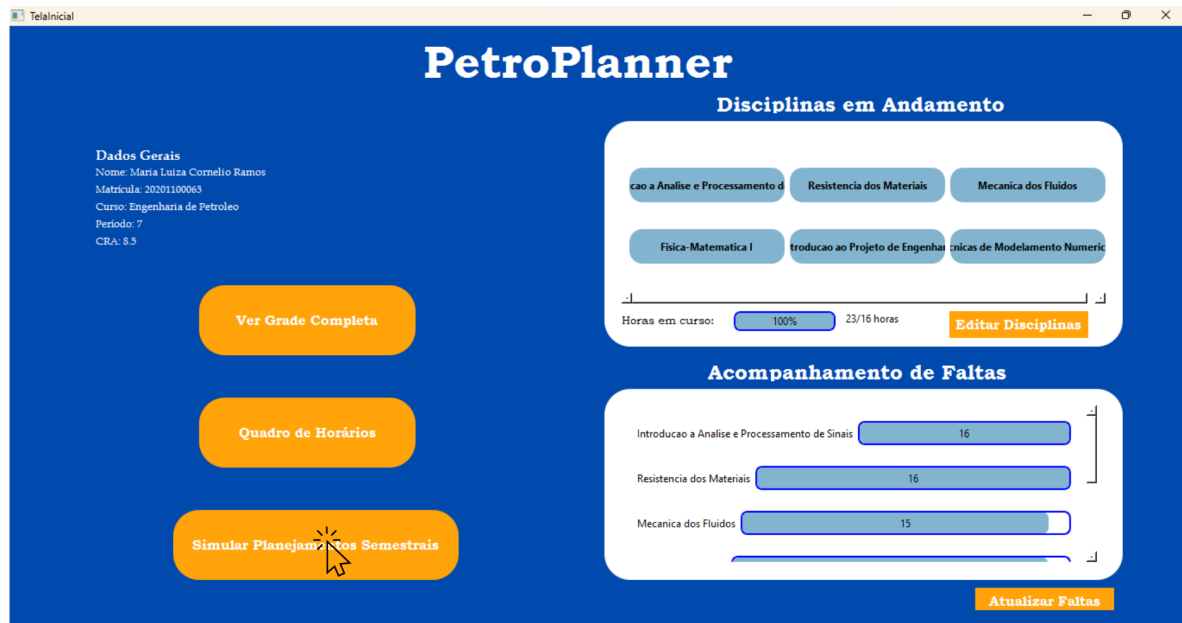 TelaInicial
PetroPlanner
Dados Gerais
Nome: Maria Luiza Cornelio Ramos
Matrícula: 20201100063
Curso: Engenharia de Petroleo
Período: 7
CRA: 8.5
Ver Grade Completa
Quadro de Horários
Simular Planejamentos Semestrais
Disciplinas em Andamento
cao a Analise e Processamento d
Resistencia dos Materiais
Mecanica dos Fluidos
Fisica-Matematica I
troducao ao Projeto de Engenhar
cnicas de Modelamento Numeric
Horas em curso:
100%
23/16 horas
Editar Disciplinas
Acompanhamento de Faltas
Introducao a Analise e Processamento de Sinais
16
Resistencia dos Materiais
16
Mecanica dos Fluidos
15
Atualizar Faltas